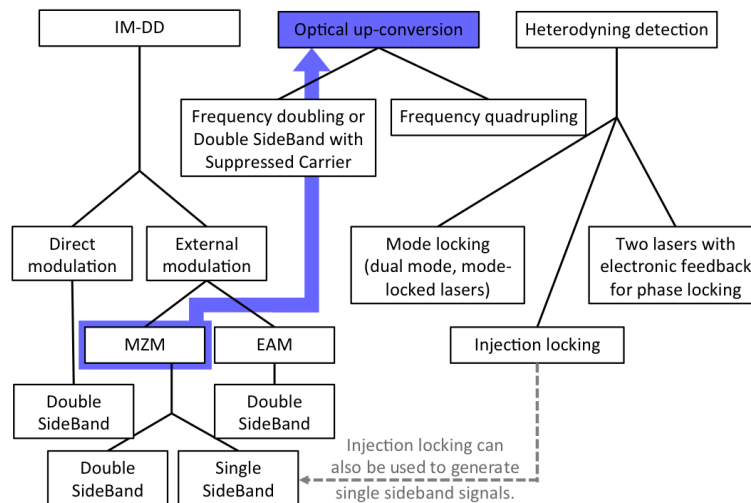 IM-DD
Optical up-conversion
Heterodyning detection
Frequency doubling or
Double SideBand with
Suppressed Carrier
Frequency quadrupling
Direct
modulation
External
modulation
Mode locking
(dual mode, mode-
locked lasers)
Two lasers with
electronic feedback
for phase locking
MZM
EAM
Injection locking
Double
SideBand
Double
SideBand
Double
SideBand
Single
SideBand
Injection locking can
also be used to generate
single sideband signals.